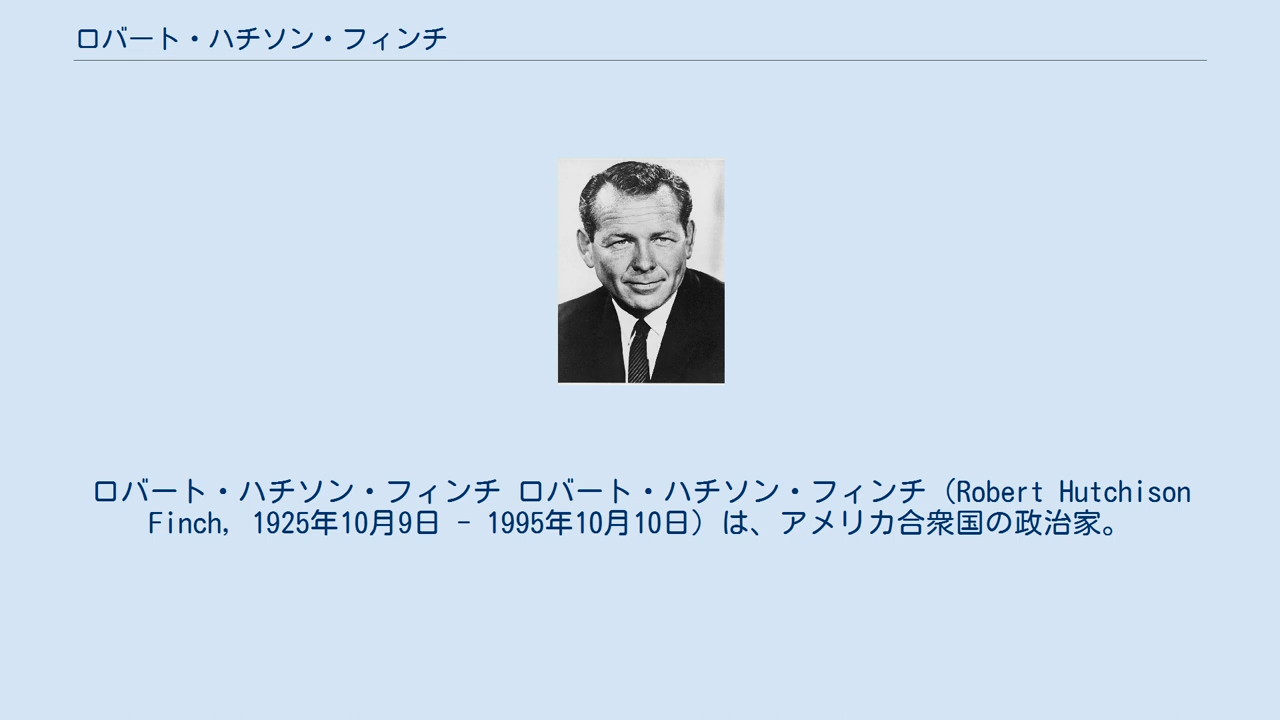 ロバート・ハチソン・フィンチ
ロバート・ハチソン・フィンチ ロバート・ハチソン・フィンチ（Robert Hutchison
Finch, 1925年10月9日 - 1995年10月10日）は、アメリカ合衆国の政治家。